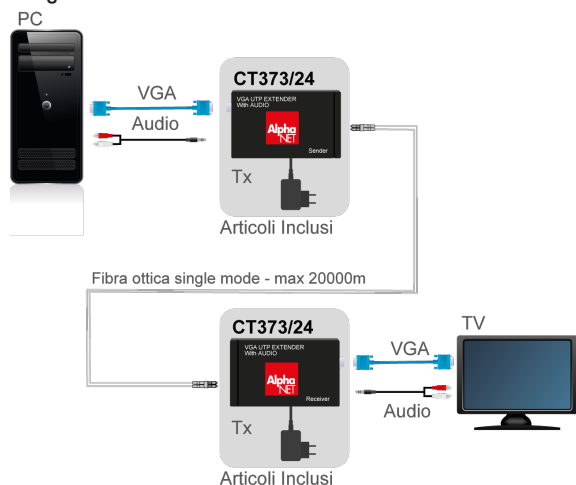 PC
CT373/24
VGA
Audio
VGA UTP EXTENDER
With AUDIO
Alpha
NET
Sender
Tx
Articoli Inclusi
Fibra ottica single mode - max 20000m
CT373/24
VGA UTP EXTENDER
With AUDIO
Alpha
NET
Receiver
Tx
Articoli Inclusi
VGA
Audio
TV